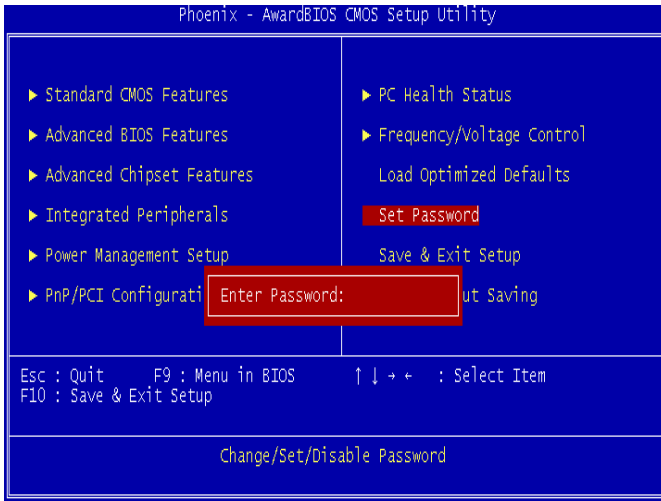 Phoenix - AwardBIOS CMOS Setup Utility
▶ Standard CMOS Features
▶ Advanced BIOS Features
▶ Advanced Chipset Features
▶ Integrated Peripherals
▶ Power Management Setup
▶ PnP/PCI Configurati
▶ PC Health Status
▶ Frequency/Voltage Control
Load Optimized Defaults
Set Password
Save & Exit Setup
ut Saving
Enter Password:
Esc : Quit F9 : Menu in BIOS ↑ ↓ → ← : Select Item
F10 : Save & Exit Setup
Change/Set/Disable Password